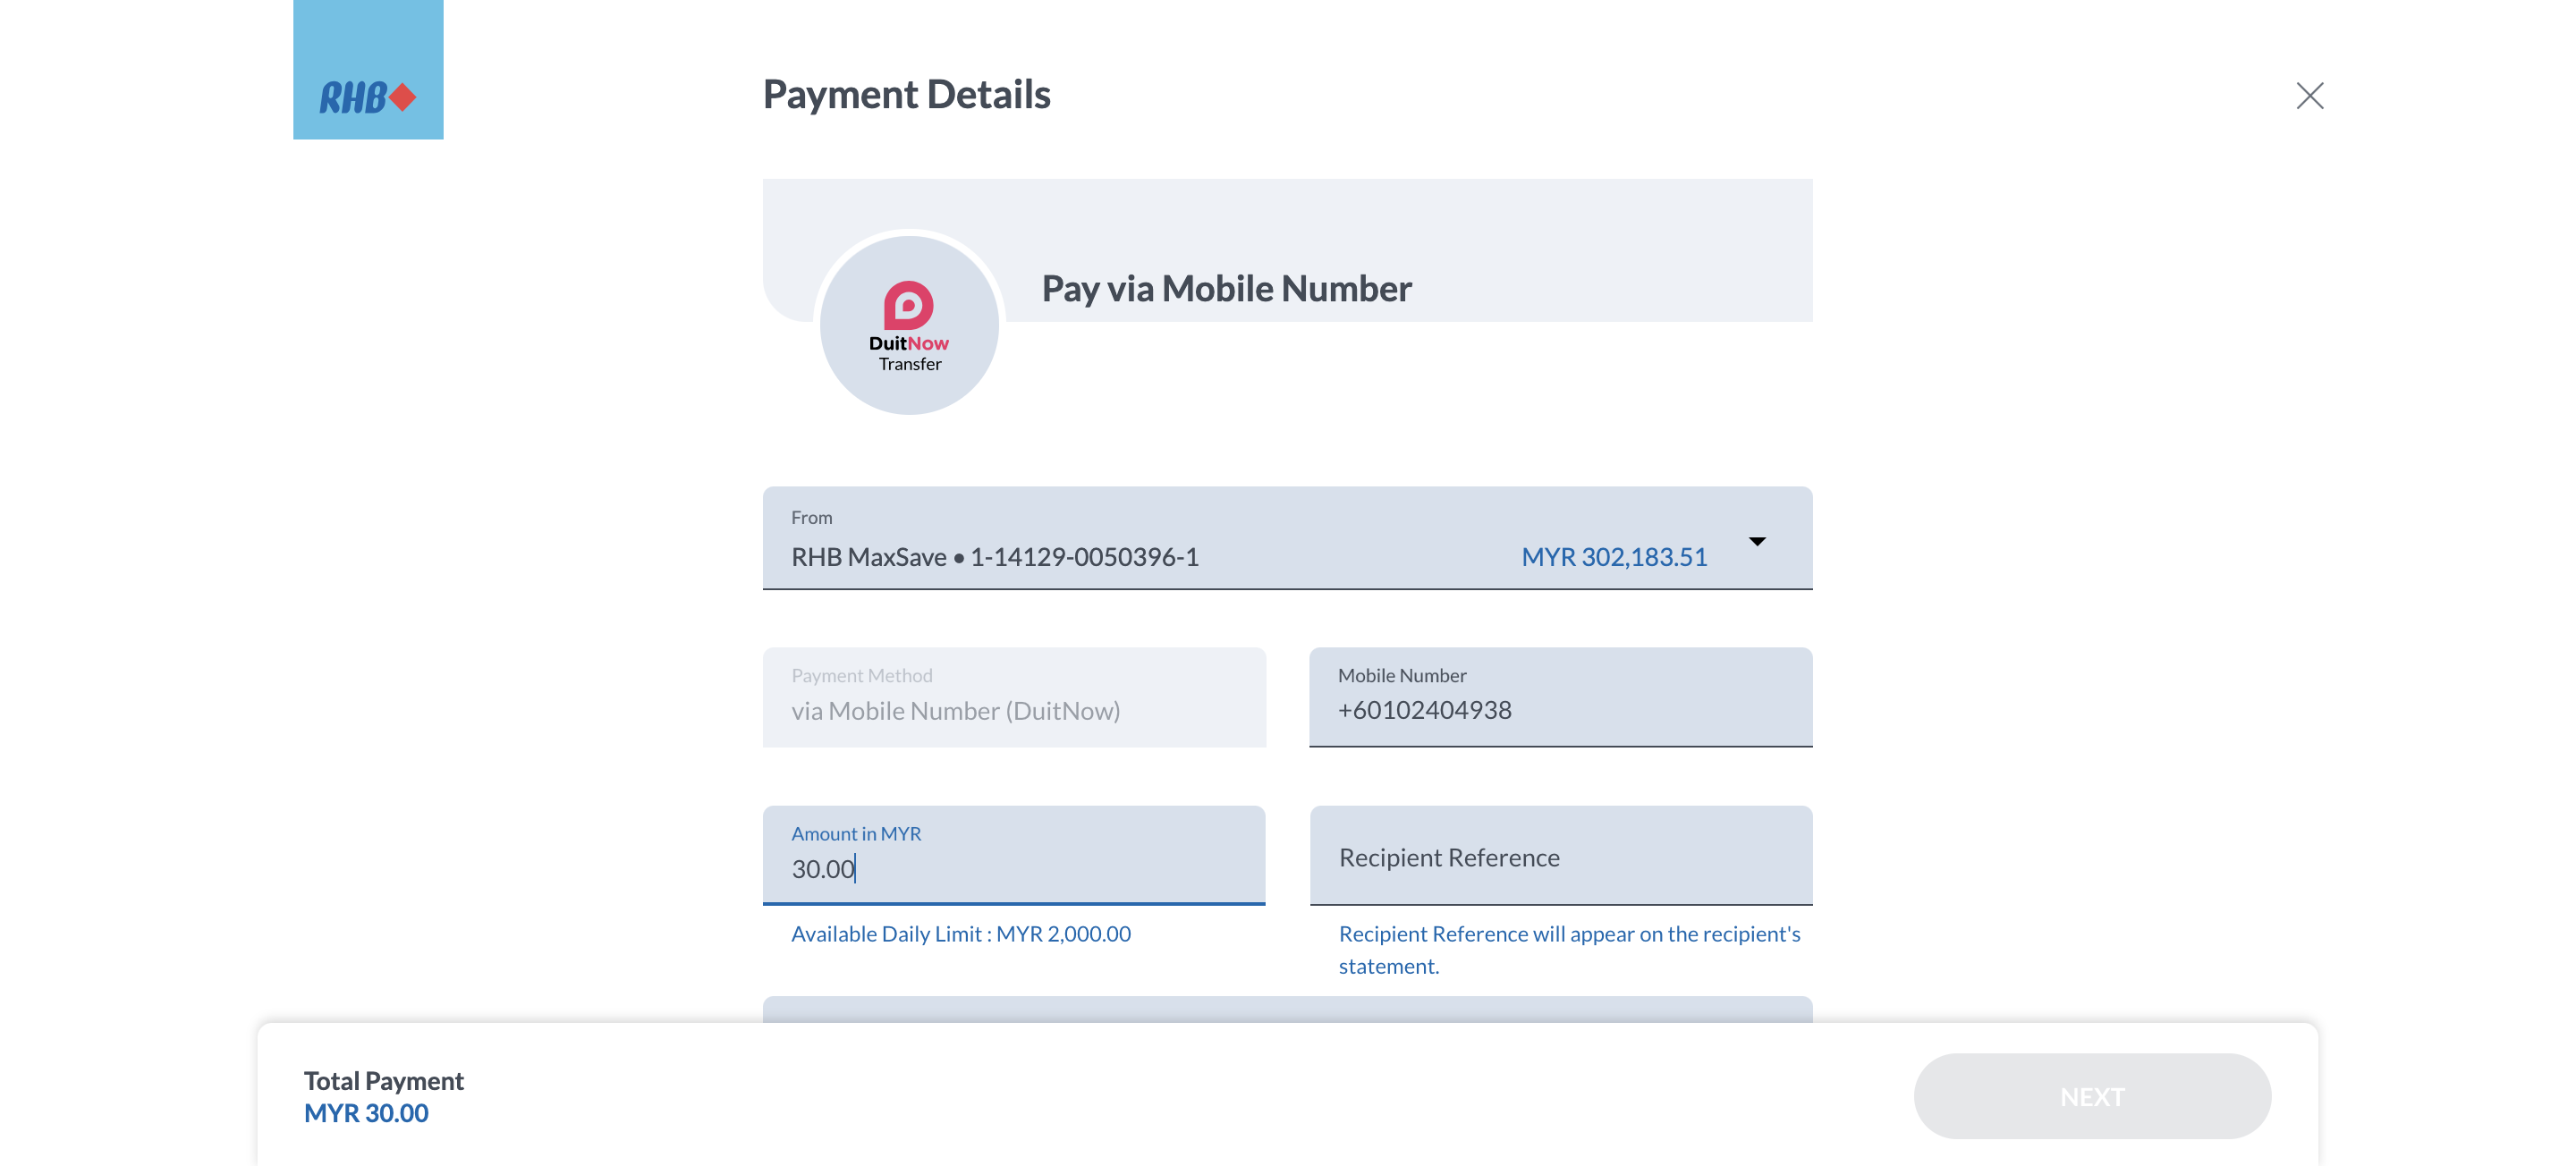 RHB
Payment Details
Pay via Mobile Number
DuitNow
Transfer
From
RHB MaxSave • 1-14129-0050396-1
MYR 302,183.51
Payment Method
via Mobile Number (DuitNow)
Mobile Number
+60102404938
Amount in MYR
30.00
Recipient Reference
Available Daily Limit : MYR 2,000.00
Recipient Reference will appear on the recipient's
statement.
Total Payment
MYR 30.00
NEXT